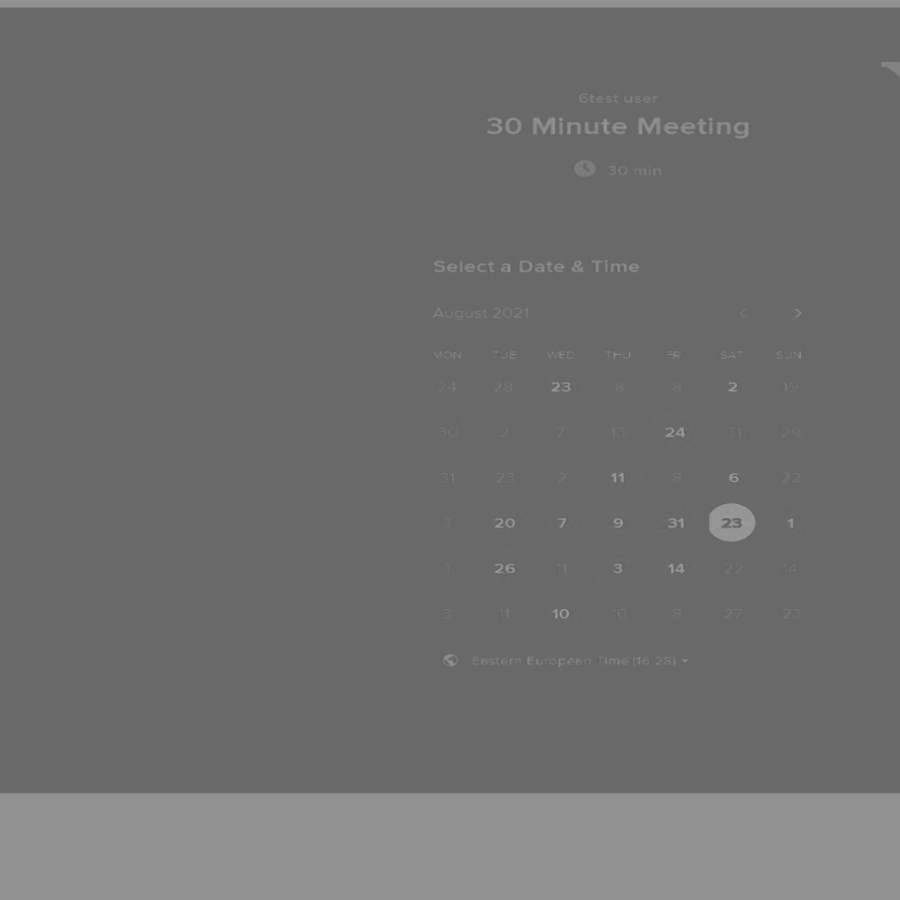 6test user
30 Minute Meeting
30 min
Select a Date & Time
August 2021
MON TUE WED THU FRI SAT SUN
24 28 23 8 8 2 19
30 2 7 13 24 31 29
31 23 2 11 8 6 22
3 20 7 9 31 23 1
1 26 11 3 14 22 14
3 11 10 8 27 23
Eastern European Time (16:28)